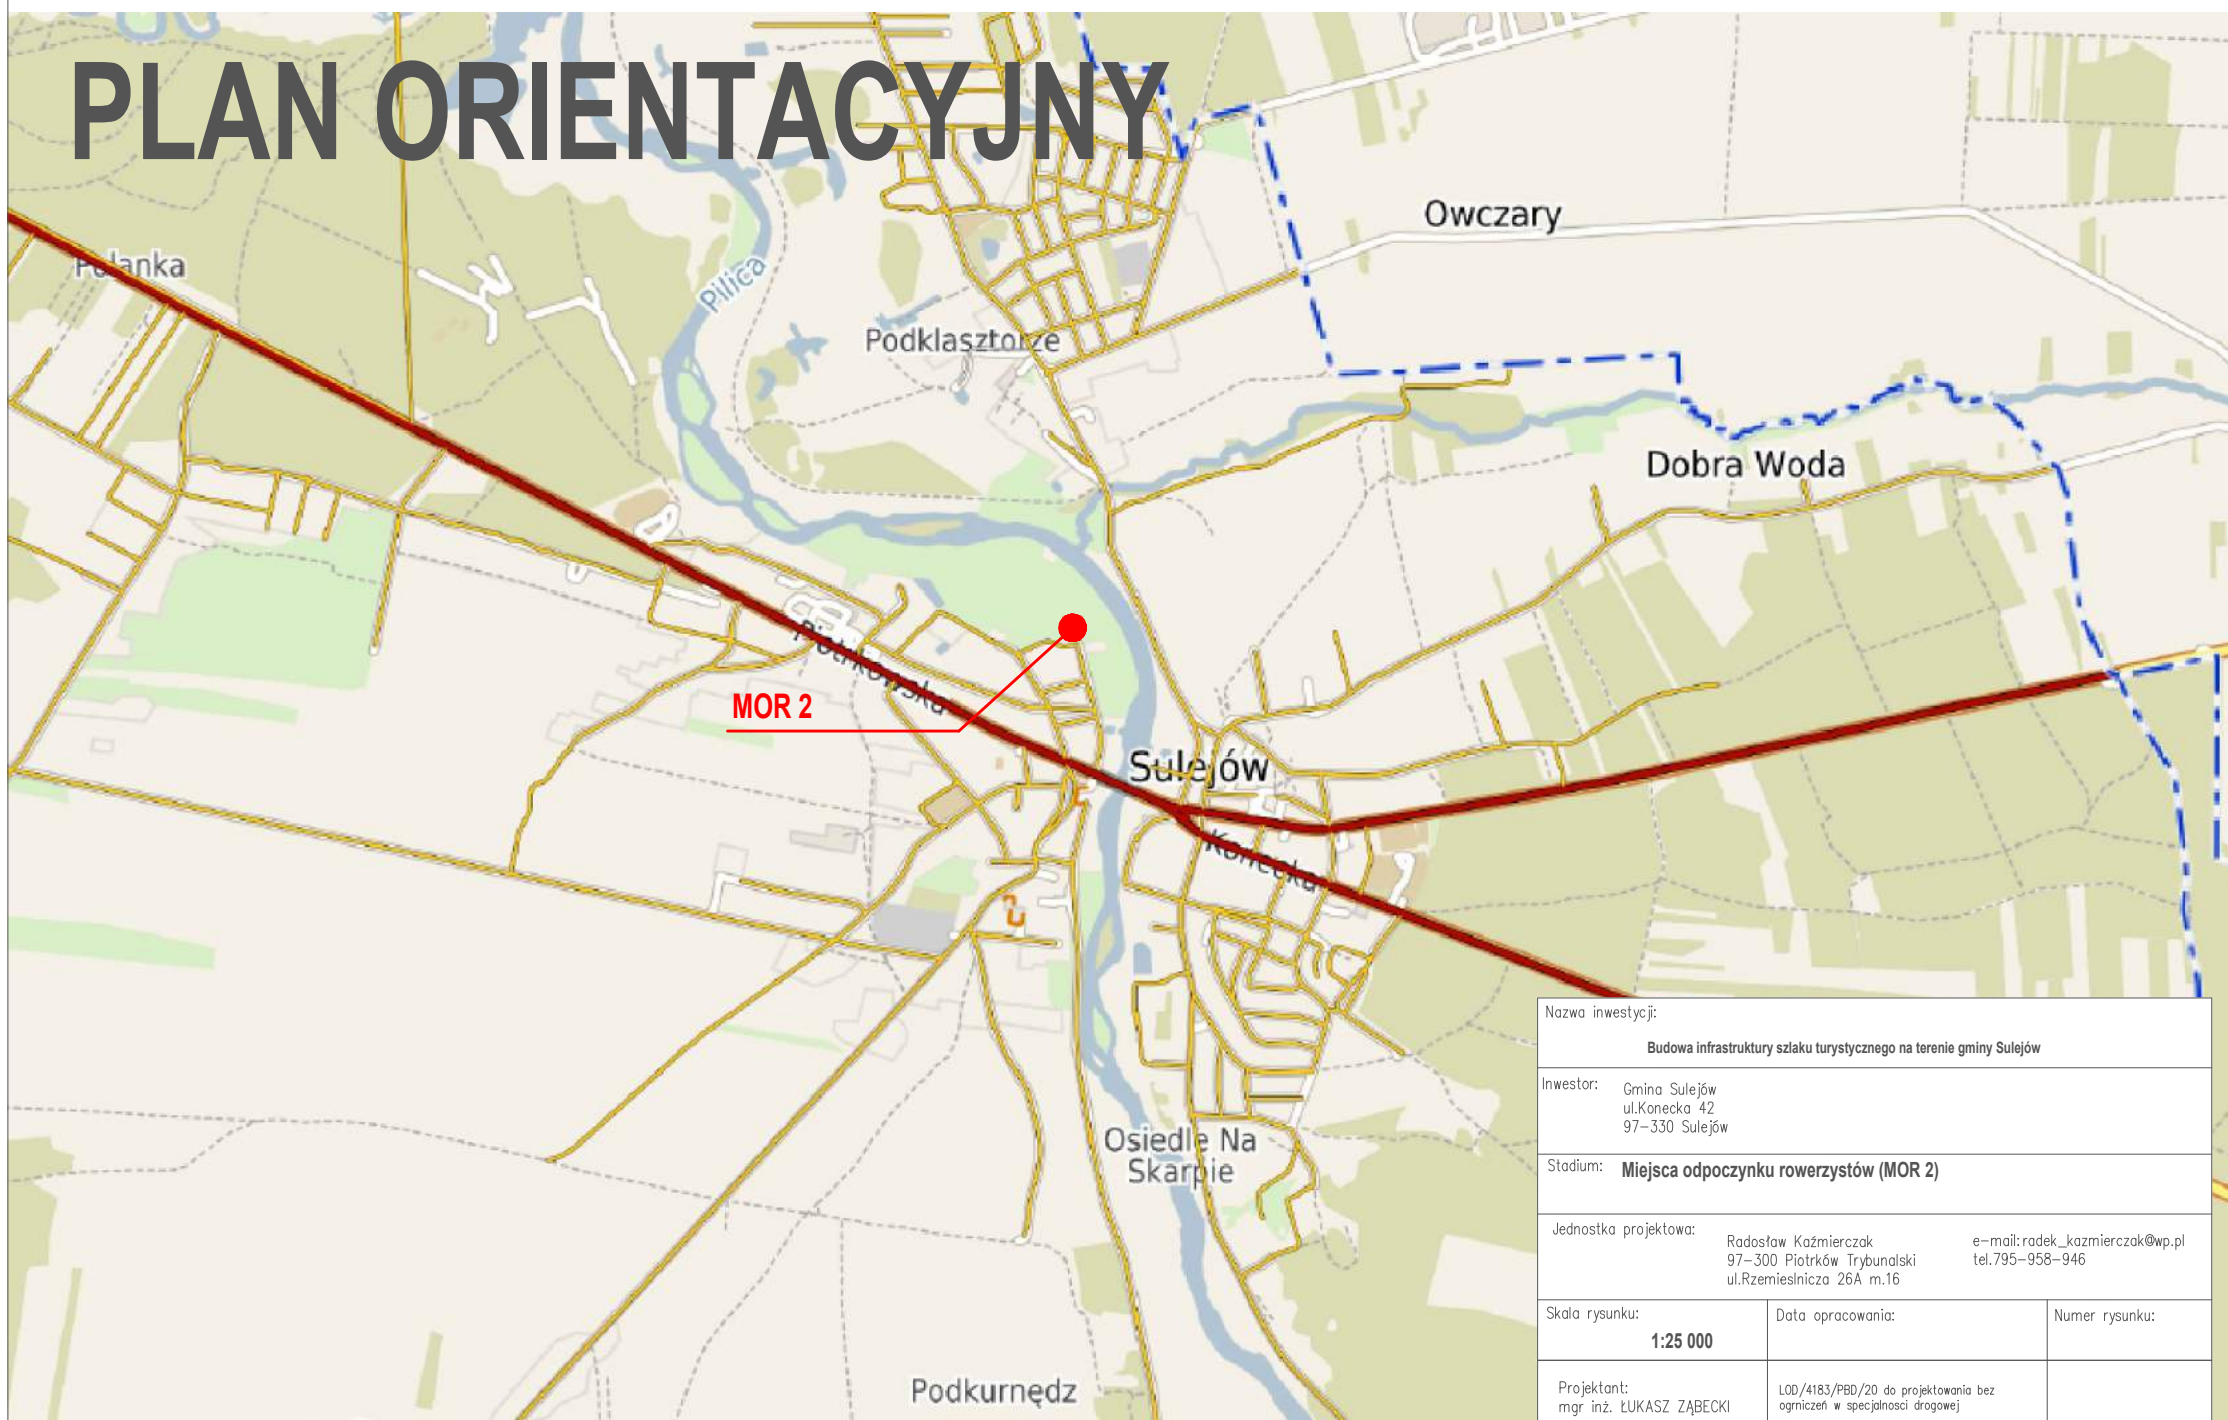 PLAN ORIENTACYJNY
Owczary
Polanka
Pilica
Podklasztorze
Dobra Woda
Piotrkowska
MOR 2
Sulejów
Konecka
Osiedle Na
Skarpie
Podkurnędz
Nazwa inwestycji:
Budowa infrastruktury szlaku turystycznego na terenie gminy Sulejów
Inwestor:
Gmina Sulejów
ul.Konecka 42
97-330 Sulejów
Stadium: Miejsca odpoczynku rowerzystów (MOR 2)
Jednostka projektowa:
Radosław Kaźmierczak
97-300 Piotrków Trybunalski
ul.Rzemieslnicza 26A m.16
e-mail:radek_kazmierczak@wp.pl
tel.795-958-946
Skala rysunku:
1:25 000
Data opracowania:
Numer rysunku:
Projektant:
mgr inż. ŁUKASZ ZĄBECKI
LOD/4183/PBD/20 do projektowania bez
ogrniczeń w specjalnosci drogowej